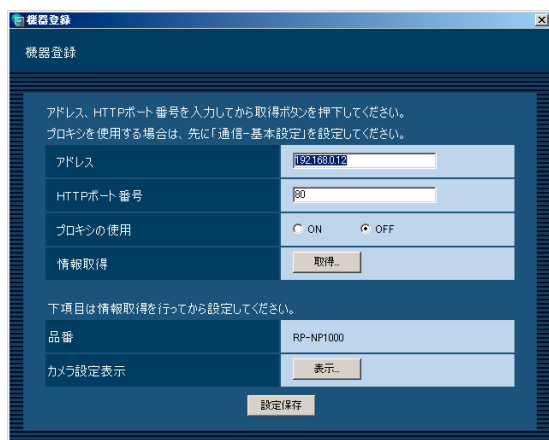 機器登録
機器登録
アドレス、HTTPポート番号を入力してから取得ボタンを押下してください。
プロキシを使用する場合は、先に「通信-基本設定」を設定してください。
アドレス 192.168.0.12
HTTPポート番号 80
プロキシの使用 ON OFF
情報取得 取得...
下項目は情報取得を行ってから設定してください。
品番 RP-NP1000
カメラ設定表示 表示...
設定保存